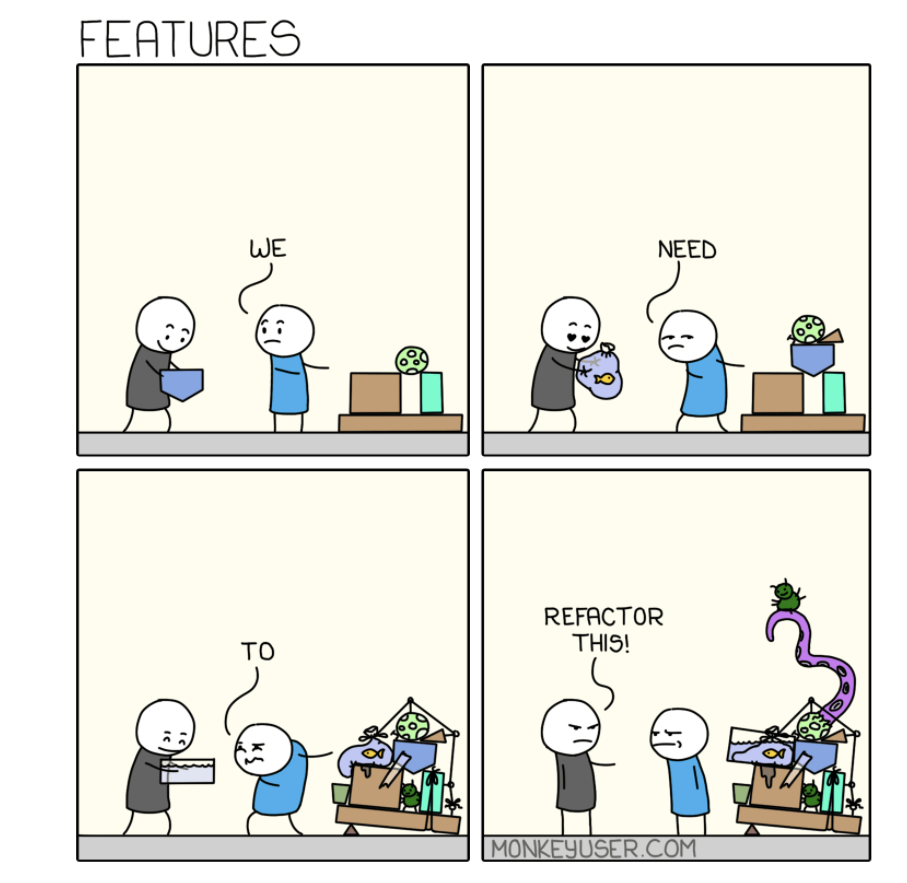 FEATURES
WE
NEED
TO
REFACTOR
THIS!
MONKEYUSER.COM